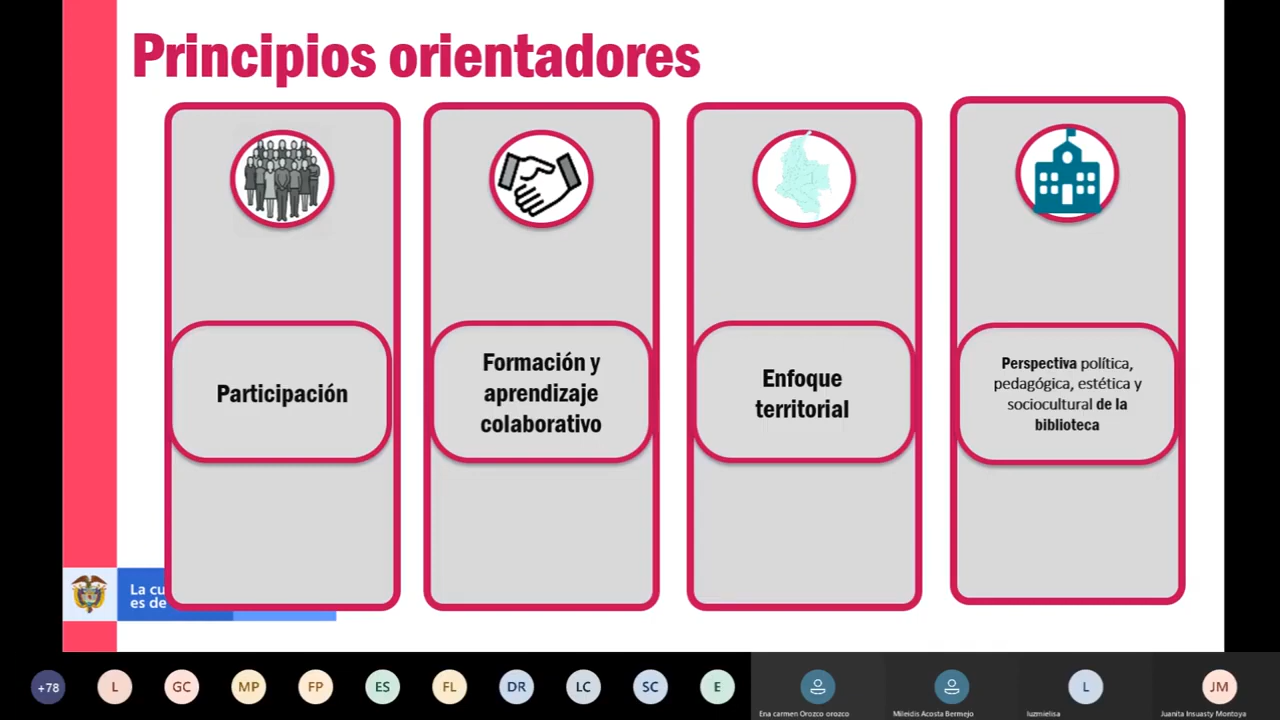 Principios orientadores
Participación
Formación y
aprendizaje
colaborativo
Enfoque
territorial
Perspectiva política,
pedagógica, estética y
sociocultural de la
biblioteca
La cu
es de
+78
L
GC
MP
FP
ES
FL
DR
LC
SC
E
L
JM
Ena carmen Orozco orozco
Mileidis Acosta Bermejo
luzmielisa
Juanita Insuasty Montoya